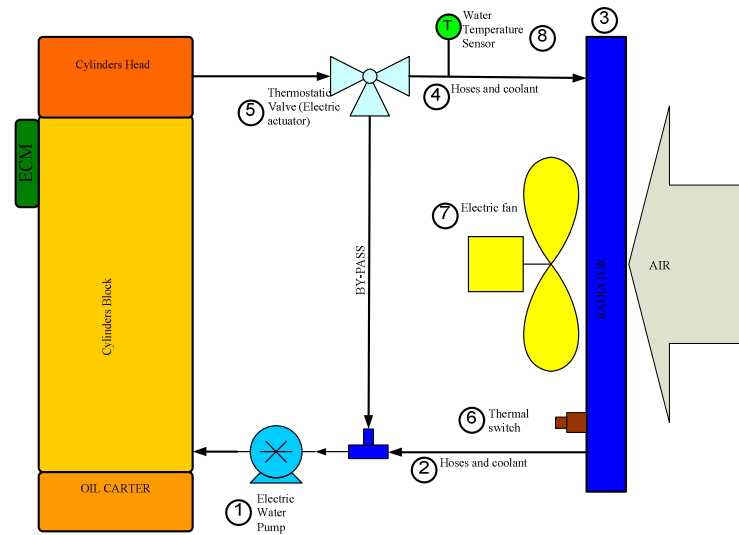 3
Water
Temperature
Sensor
8
T
Cylinders Head
5
Thermostatic
Valve (Electric
actuator)
4
Hoses and coolant
ECM
7
Electric fan
BY-PASS
Cylinders Block
RADIATOR
AIR
6
Thermal
switch
2
Hoses and coolant
OIL CARTER
1
Electric
Water
Pump